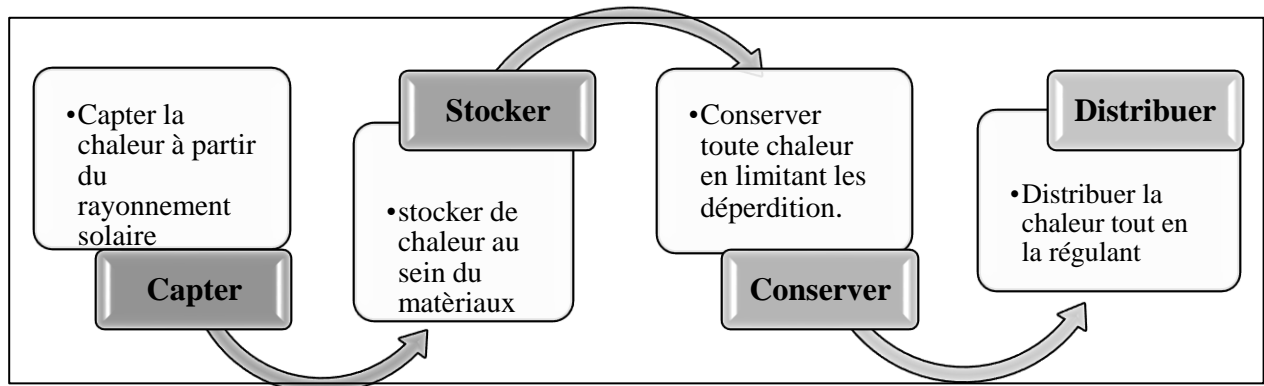 •Capter la
chaleur à partir
du
rayonnement
solaire
Capter
Stocker
•stocker de
chaleur au
sein du
matèriaux
•Conserver
toute chaleur
en limitant les
déperdition.
Conserver
Distribuer
•Distribuer la
chaleur tout en
la régulant